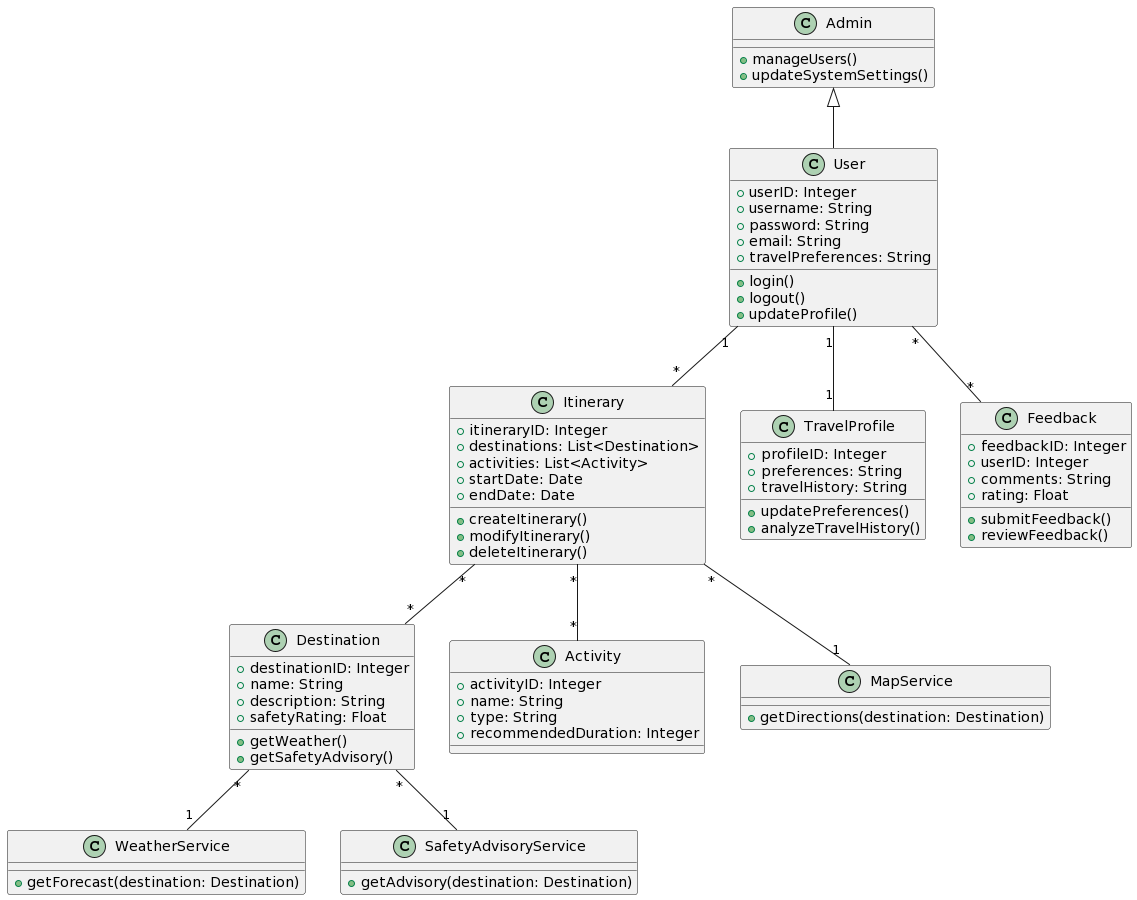 C Admin
manageUsers()
updateSystemSettings()
C User
userID: Integer
username: String
password: String
email: String
travelPreferences: String
login()
logout()
updateProfile()
1
1
*
*
1
*
C Itinerary
itineraryID: Integer
destinations: List<Destination>
activities: List<Activity>
startDate: Date
endDate: Date
createItinerary()
modifyItinerary()
deleteItinerary()
C TravelProfile
profileID: Integer
preferences: String
travelHistory: String
updatePreferences()
analyzeTravelHistory()
C Feedback
feedbackID: Integer
userID: Integer
comments: String
rating: Float
submitFeedback()
reviewFeedback()
*
*
*
*
*
1
C Destination
destinationID: Integer
name: String
description: String
safetyRating: Float
getWeather()
getSafetyAdvisory()
C Activity
activityID: Integer
name: String
type: String
recommendedDuration: Integer
C MapService
getDirections(destination: Destination)
*
*
1
1
C WeatherService
getForecast(destination: Destination)
C SafetyAdvisoryService
getAdvisory(destination: Destination)